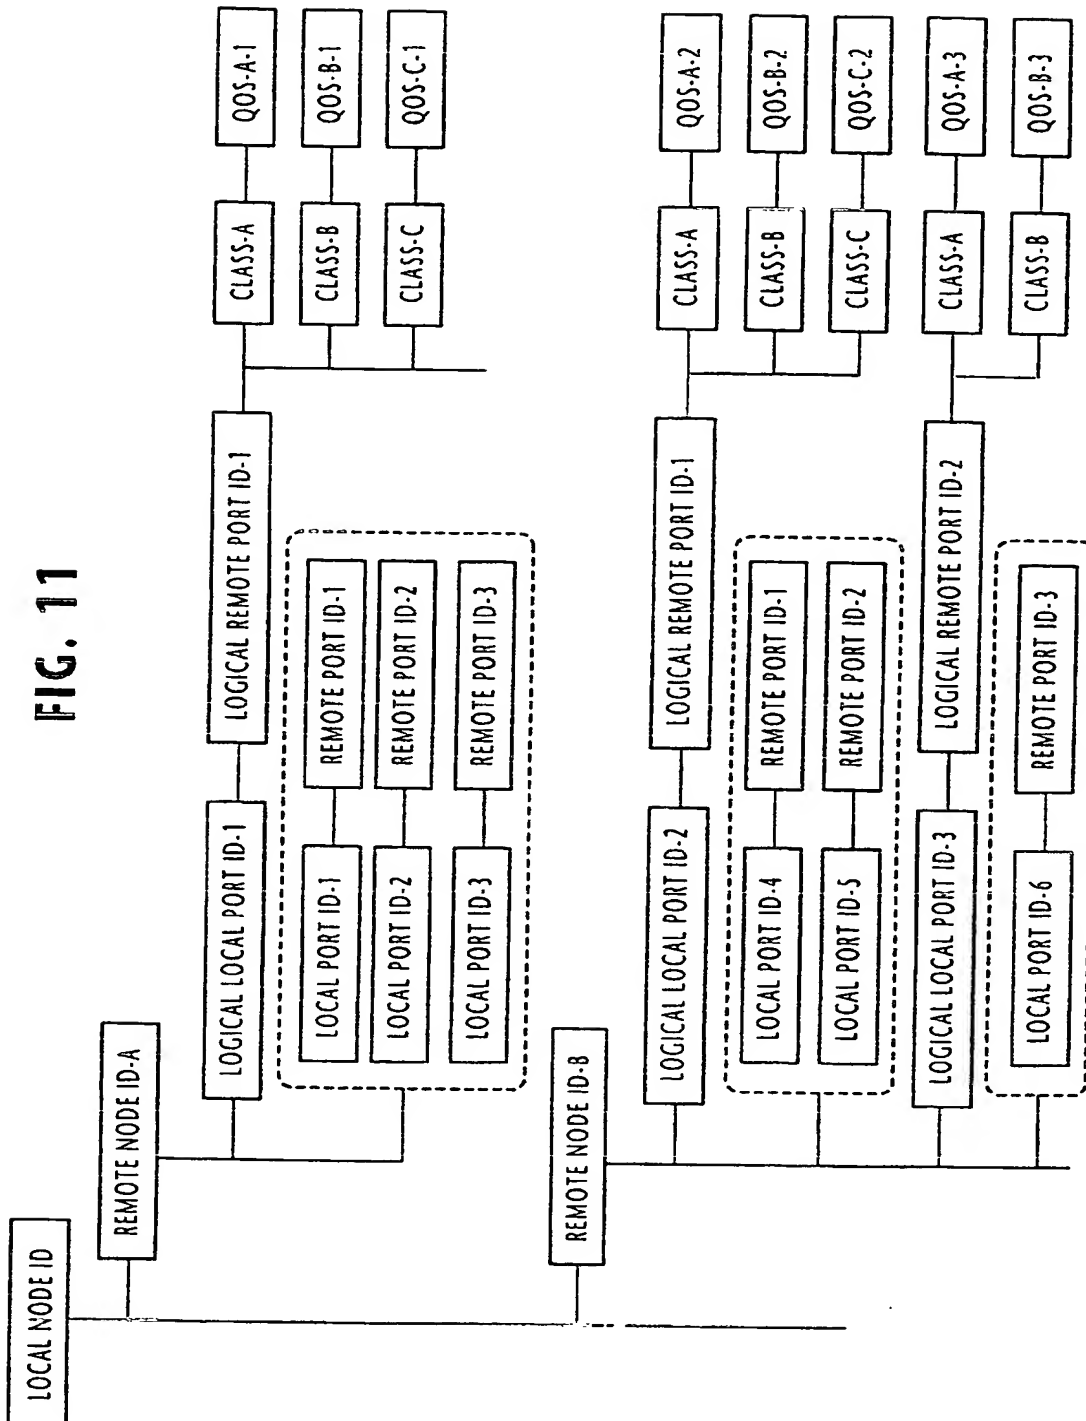 FIG. 11
LOCAL NODE ID
REMOTE NODE ID-A
LOGICAL LOCAL PORT ID-1
LOGICAL REMOTE PORT ID-1
CLASS-A
QOS-A-1
CLASS-B
QOS-B-1
CLASS-C
QOS-C-1
LOCAL PORT ID-1
REMOTE PORT ID-1
LOCAL PORT ID-2
REMOTE PORT ID-2
LOCAL PORT ID-3
REMOTE PORT ID-3
REMOTE NODE ID-B
LOGICAL LOCAL PORT ID-2
LOGICAL REMOTE PORT ID-1
CLASS-A
QOS-A-2
CLASS-B
QOS-B-2
CLASS-C
QOS-C-2
LOCAL PORT ID-4
REMOTE PORT ID-1
LOCAL PORT ID-5
REMOTE PORT ID-2
LOGICAL LOCAL PORT ID-3
LOGICAL REMOTE PORT ID-2
CLASS-A
QOS-A-3
CLASS-B
QOS-B-3
LOCAL PORT ID-6
REMOTE PORT ID-3